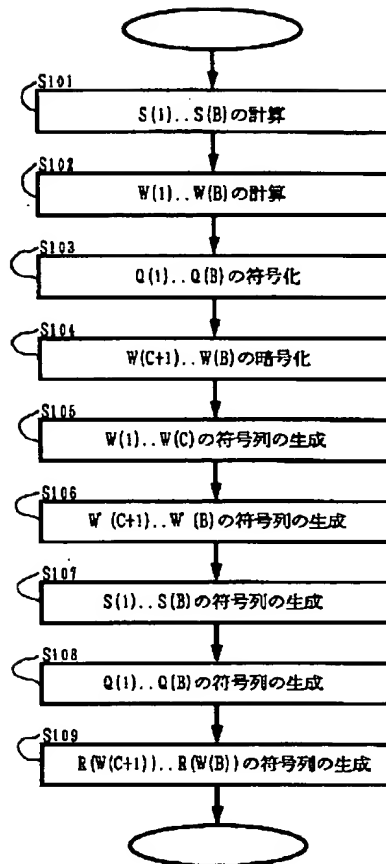 S101
S(1)..S(B)の計算
S102
W(1)..W(B)の計算
S103
Q(1)..Q(B)の符号化
S104
W(C+1)..W(B)の暗号化
S105
W(1)..W(C)の符号列の生成
S106
W'(C+1)..W'(B)の符号列の生成
S107
S(1)..S(B)の符号列の生成
S108
Q(1)..Q(B)の符号列の生成
S109
R(W(C+1))..R(W(B))の符号列の生成